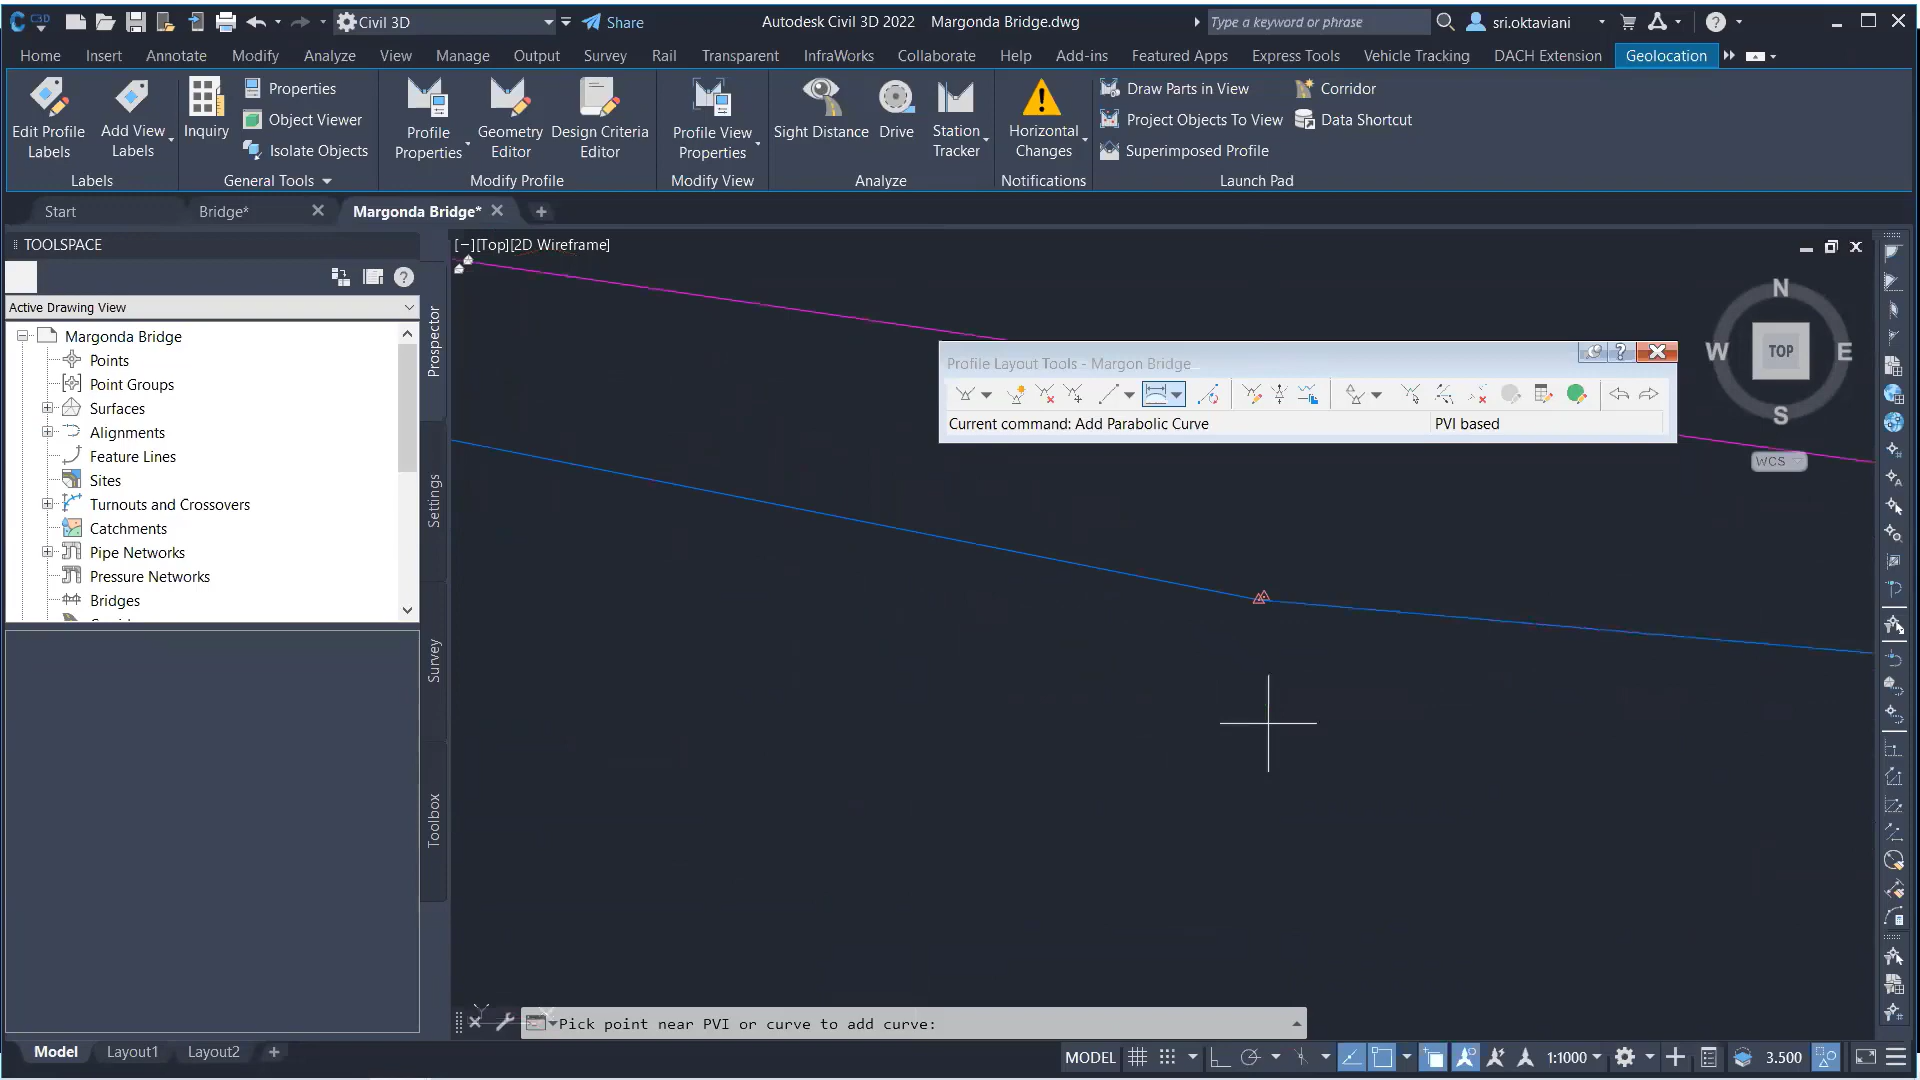 C3D
Civil 3D
Share
Autodesk Civil 3D 2022 Margonda Bridge.dwg
Type a keyword or phrase
sri.oktaviani
Home Insert Annotate Modify Analyze View Manage Output Survey Rail Transparent InfraWorks Collaborate Help Add-ins Featured Apps Express Tools Vehicle Tracking DACH Extension Geolocation
Edit Profile
Labels
Add View
Labels
Labels
Inquiry
Properties
Object Viewer
Isolate Objects
General Tools
Profile
Properties
Geometry
Editor
Design Criteria
Editor
Modify Profile
Profile View
Properties
Modify View
Sight Distance
Drive
Station
Tracker
Analyze
Horizontal
Changes
Notifications
Draw Parts in View
Project Objects To View
Superimposed Profile
Corridor
Data Shortcut
Launch Pad
Start
Bridge*
Margonda Bridge*
TOOLSPACE
Active Drawing View
Margonda Bridge
Points
Point Groups
Surfaces
Alignments
Feature Lines
Sites
Turnouts and Crossovers
Catchments
Pipe Networks
Pressure Networks
Bridges
Prospector
Settings
Survey
Toolbox
[−][Top][2D Wireframe]
Profile Layout Tools - Margon Bridge
Current command: Add Parabolic Curve
PVI based
N
W
TOP
E
S
WCS
Pick point near PVI or curve to add curve:
Model
Layout1
Layout2
MODEL
1:1000
3.500